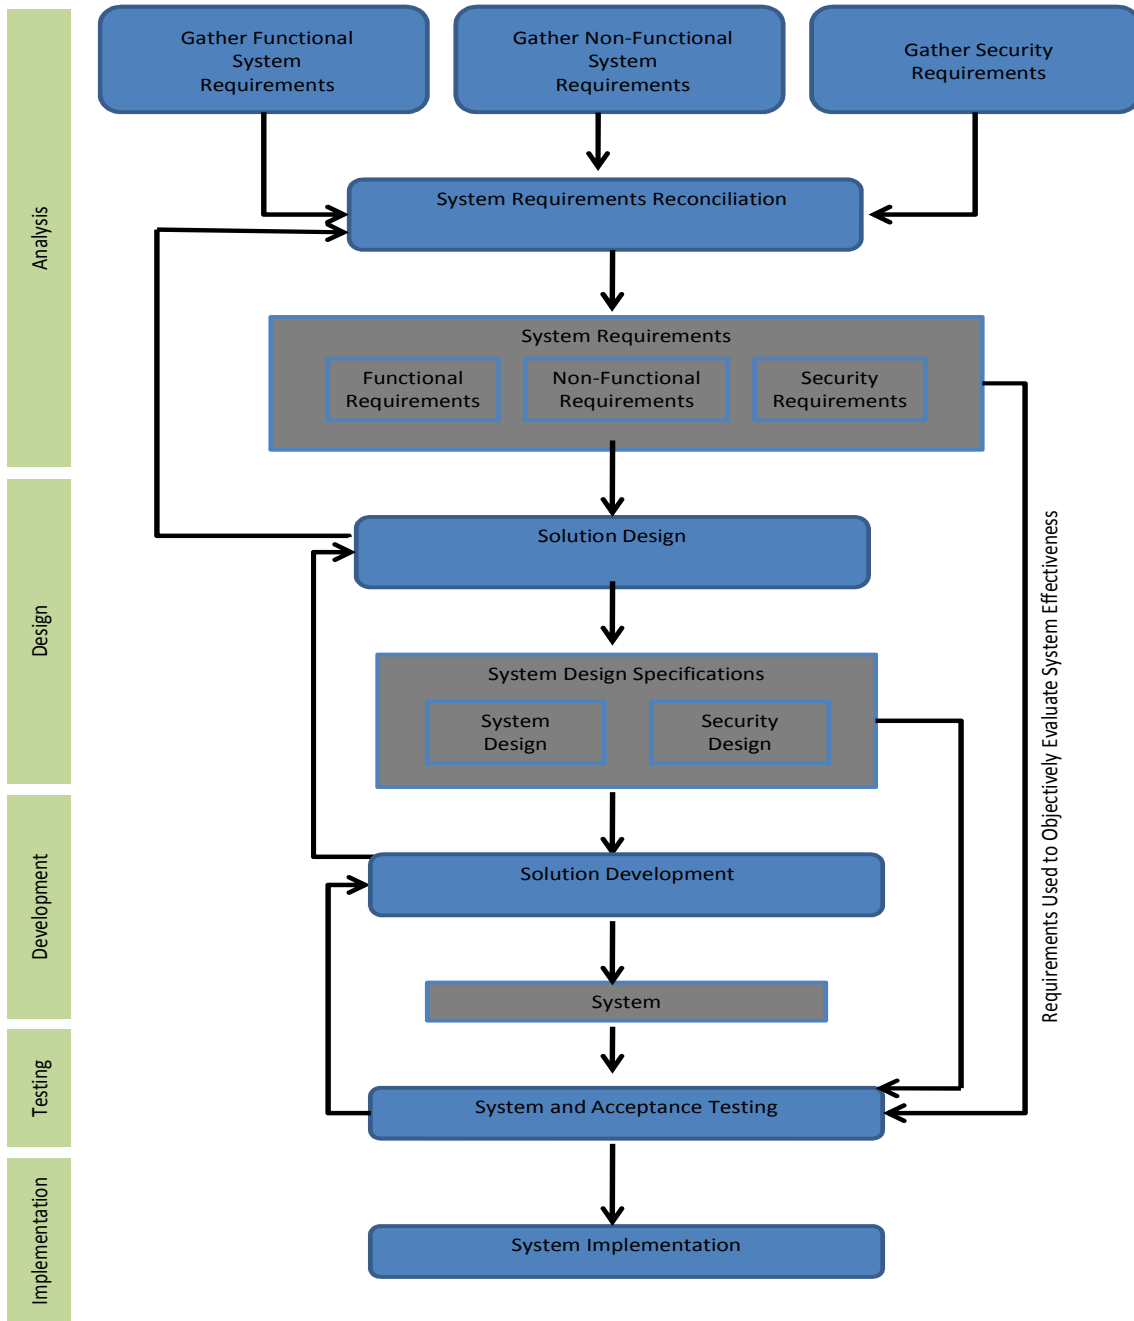 Gather Functional
System
Requirements
Gather Non-Functional
System
Requirements
Gather Security
Requirements
System Requirements Reconciliation
Analysis
System Requirements
Functional
Requirements
Non-Functional
Requirements
Security
Requirements
Solution Design
Design
System Design Specifications
System
Design
Security
Design
Requirements Used to Objectively Evaluate System Effectiveness
Solution Development
Development
System
System and Acceptance Testing
Testing
System Implementation
Implementation